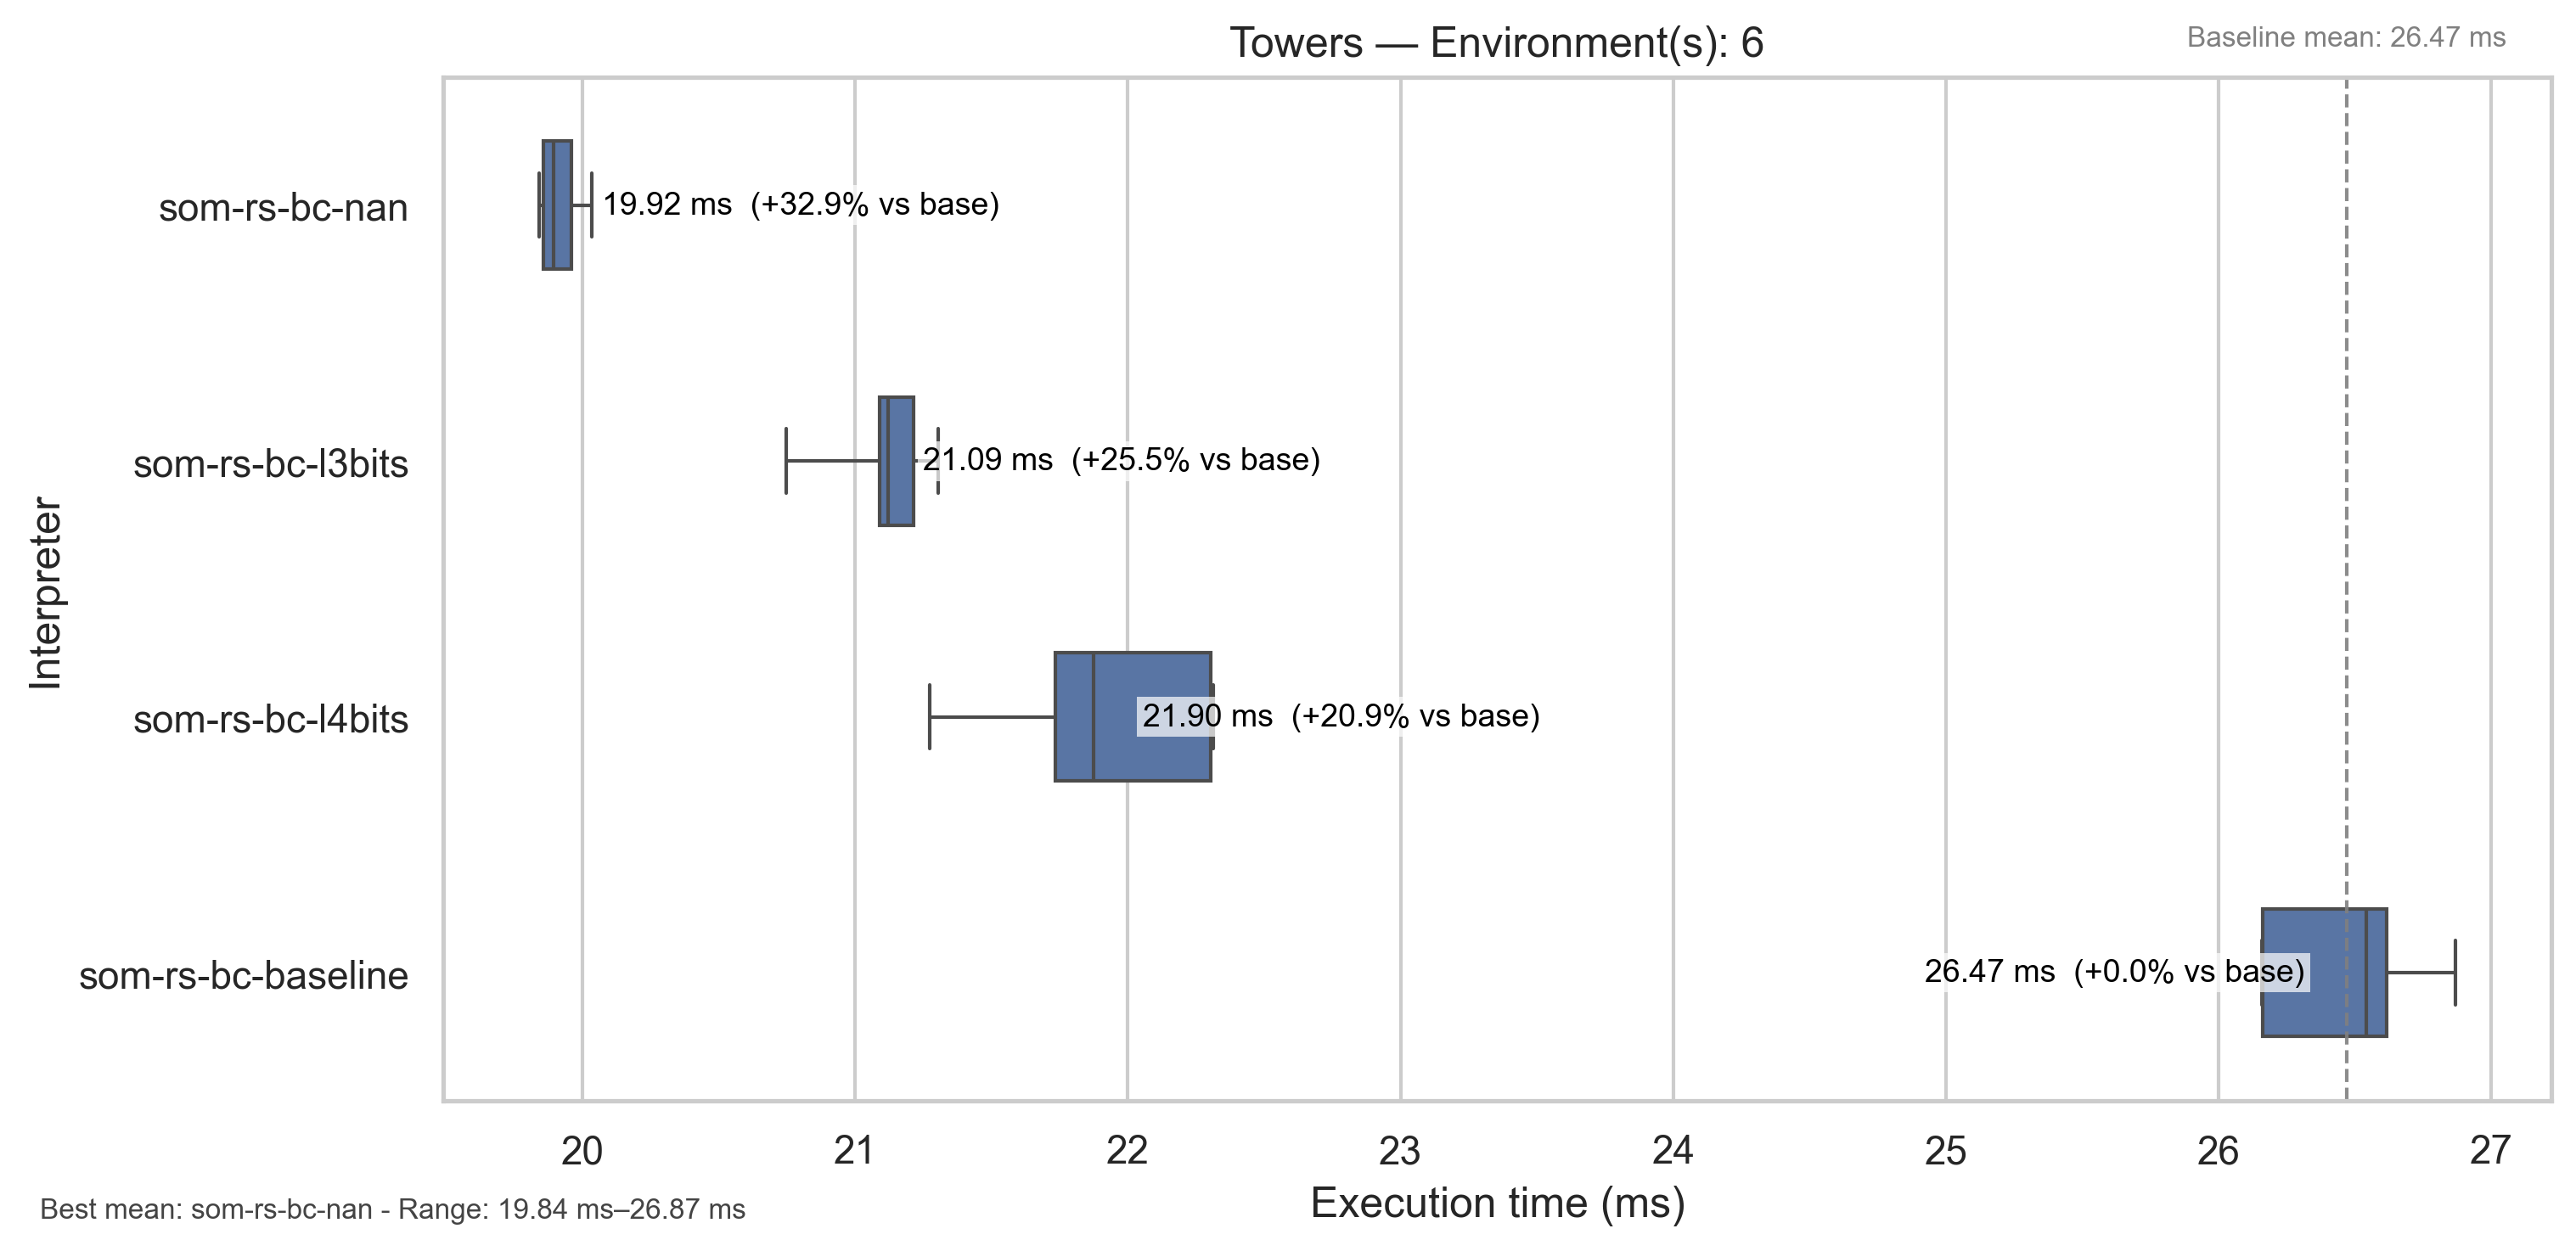 Towers — Environment(s): 6
Baseline mean: 26.47 ms
Interpreter
som-rs-bc-nan
19.92 ms  (+32.9% vs base)
som-rs-bc-l3bits
21.09 ms  (+25.5% vs base)
som-rs-bc-l4bits
21.90 ms  (+20.9% vs base)
som-rs-bc-baseline
26.47 ms  (+0.0% vs base)
20 21 22 23 24 25 26 27
Execution time (ms)
Best mean: som-rs-bc-nan - Range: 19.84 ms–26.87 ms